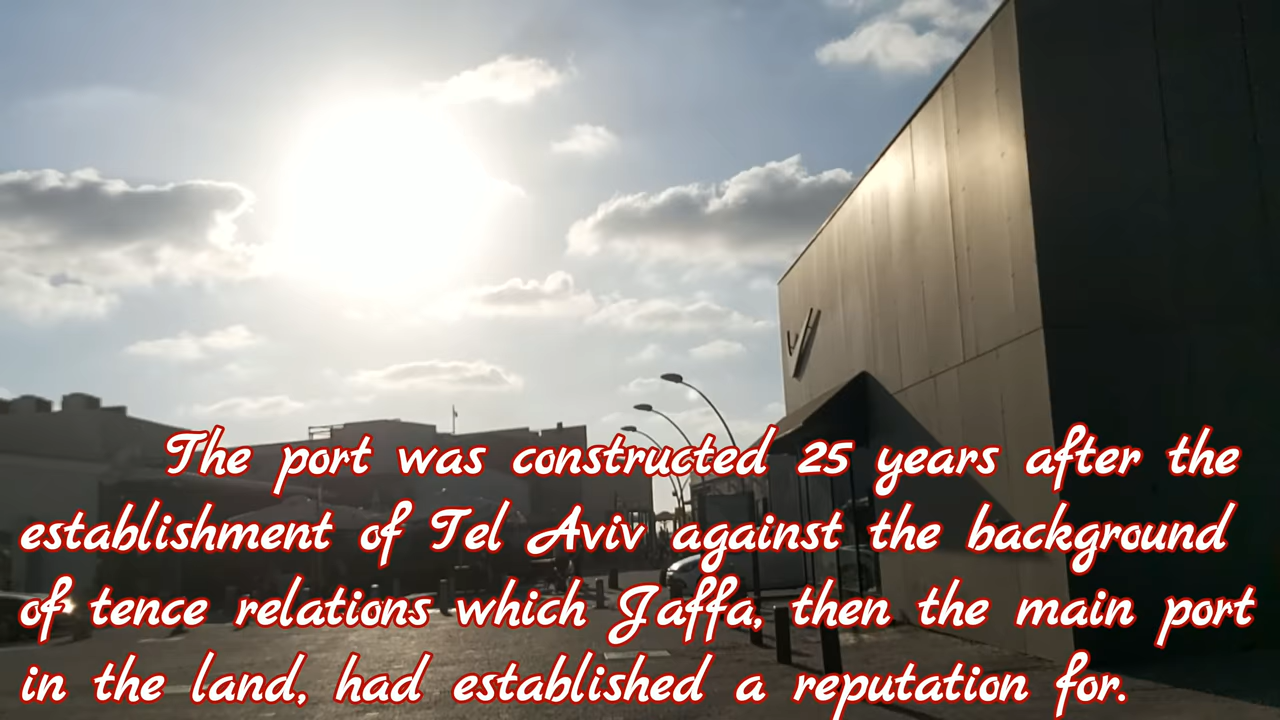 The port was constructed 25 years after the
establishment of Tel Aviv against the background
of tence relations which Jaffa, then the main port
in the land, had established a reputation for.